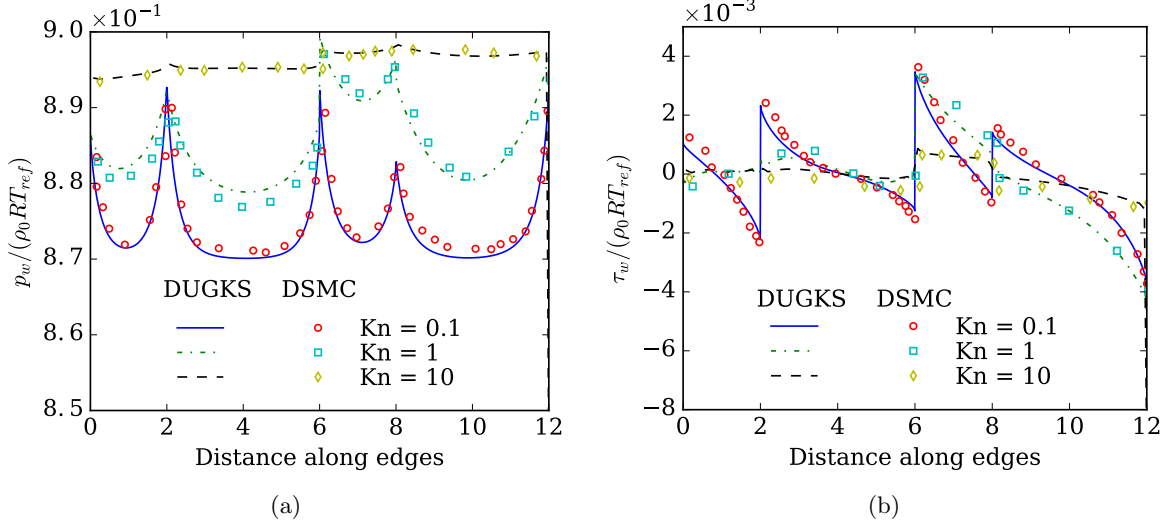 ×10⁻¹
9.0
8.9
8.8
8.7
8.6
8.5
p_w/(ρ_0RT_ref)
DUGKS DSMC
Kn = 0.1
Kn = 1
Kn = 10
0 2 4 6 8 10 12
Distance along edges
(a)
×10⁻³
4
2
0
−2
−4
−6
−8
τ_w/(ρ_0RT_ref)
DUGKS DSMC
Kn = 0.1
Kn = 1
Kn = 10
0 2 4 6 8 10 12
Distance along edges
(b)